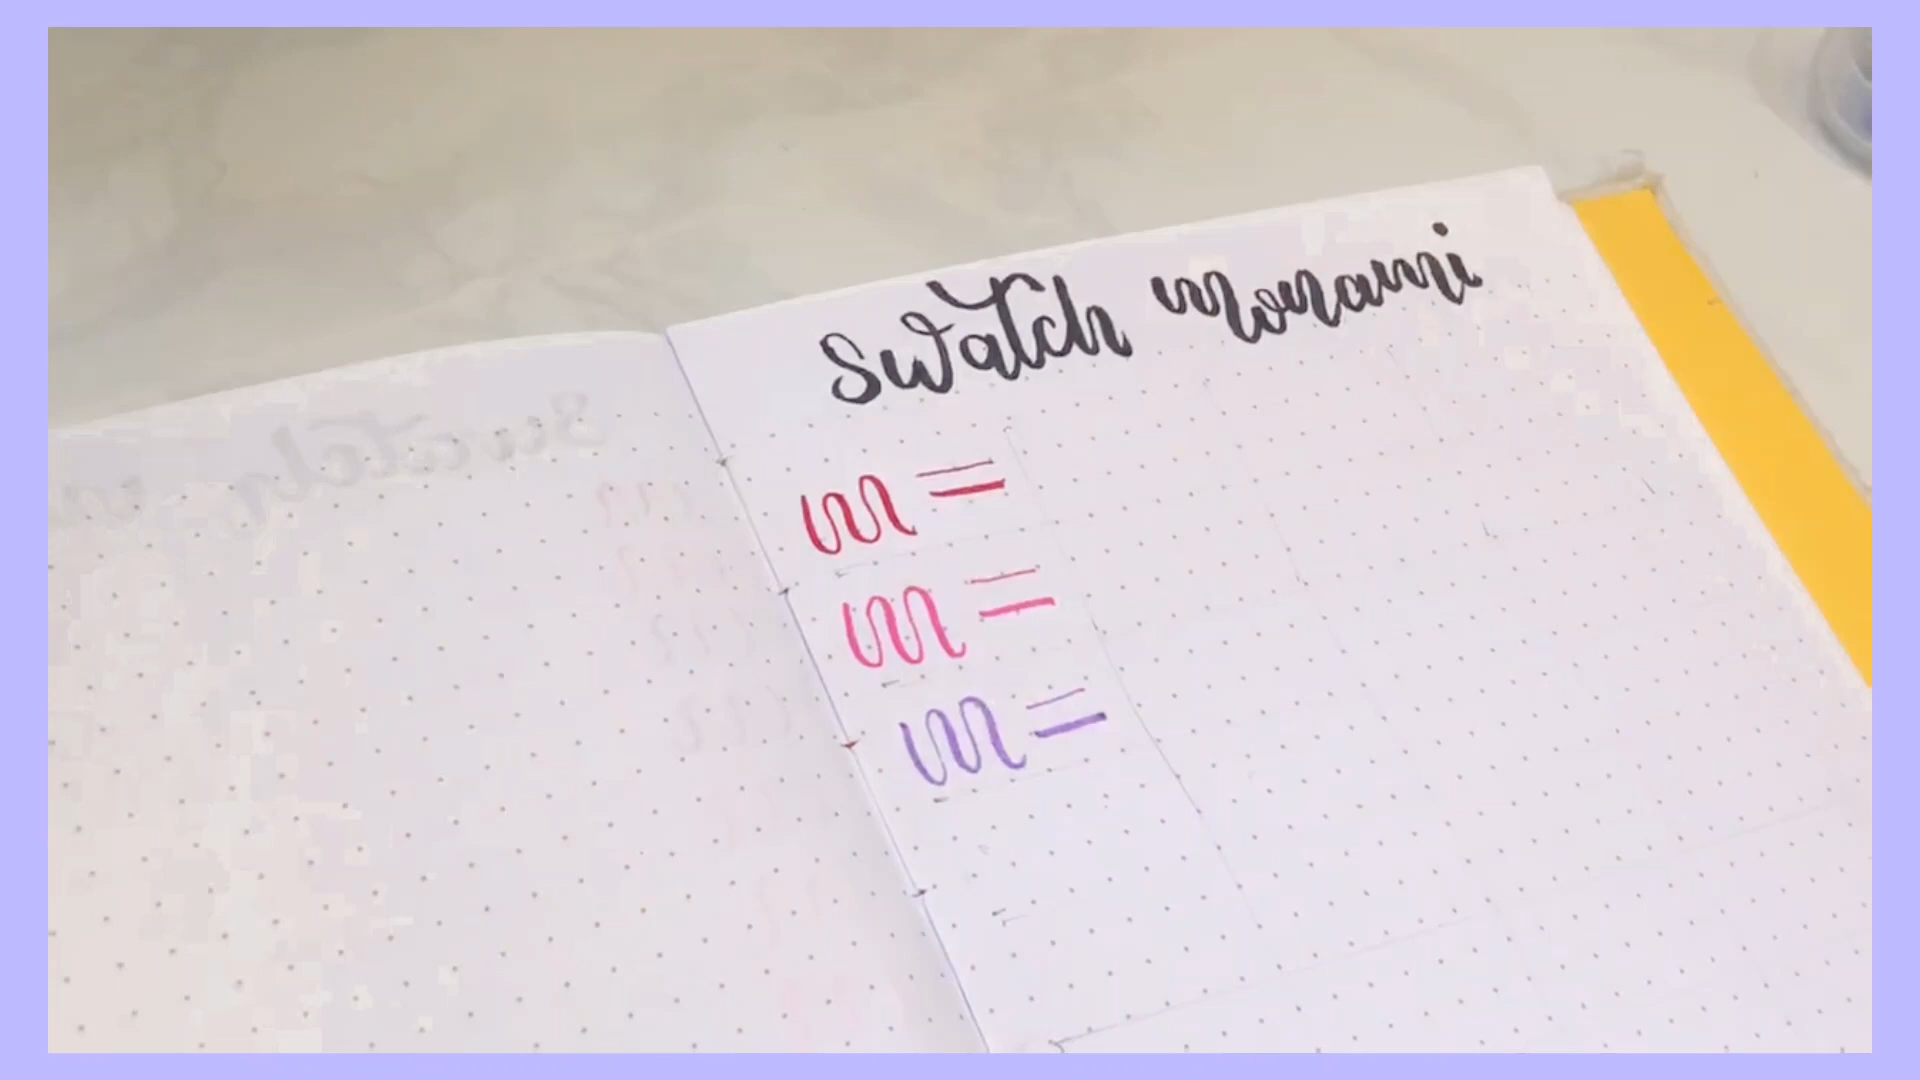 Swatch monami
m =
m =
m =